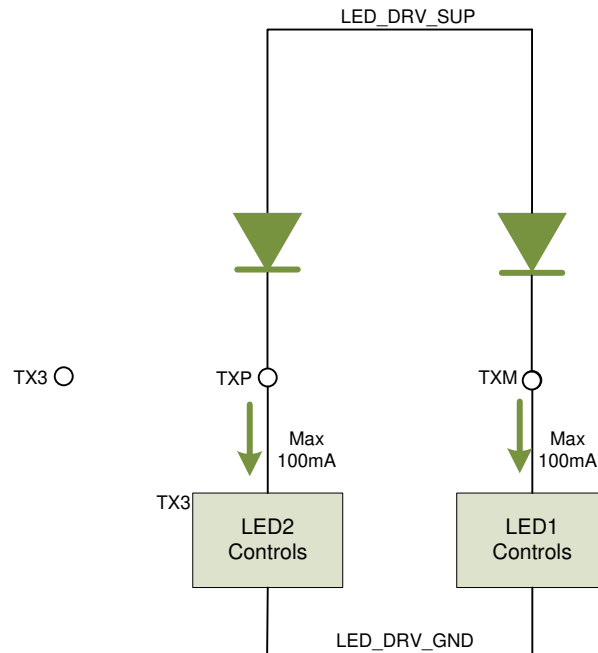 LED_DRV_SUP
TX3
TXP
TXM
Max
100mA
Max
100mA
TX3
LED2
Controls
LED1
Controls
LED_DRV_GND